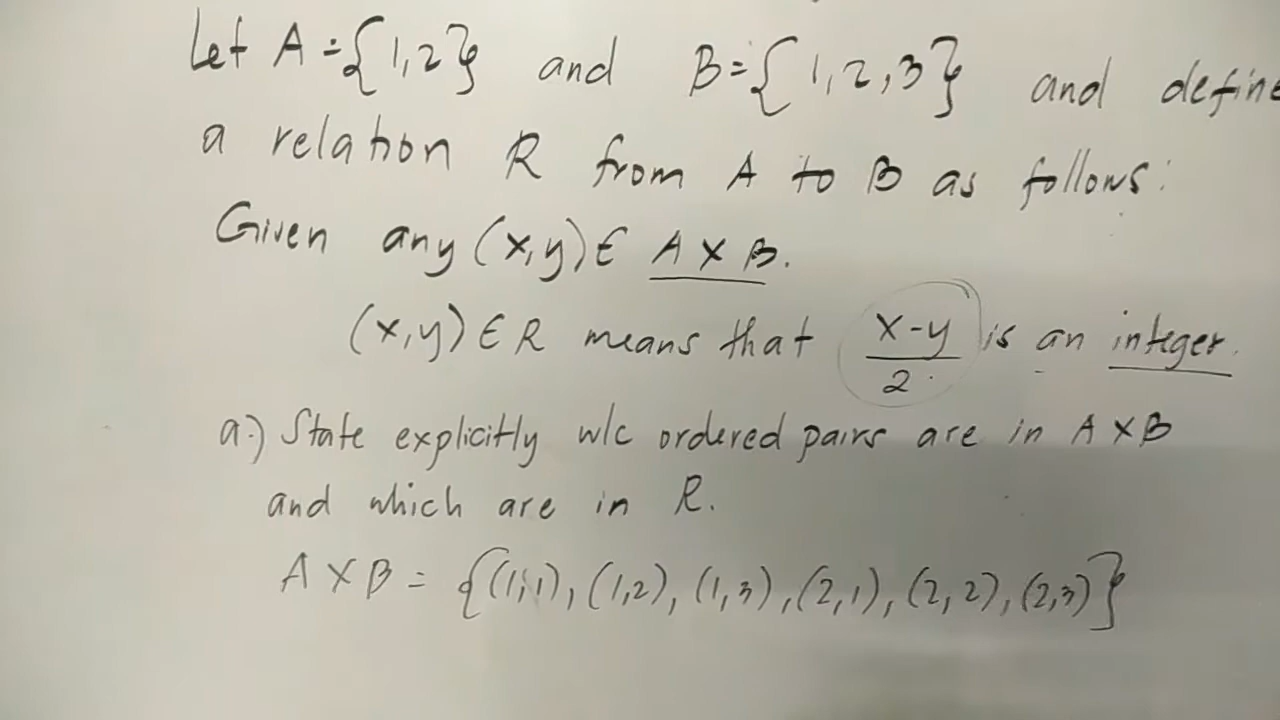 Let A = {1,2} and B = {1,2,3} and define
a relation R from A to B as follows:
Given any (x,y) ∈ A × B.
(x,y) ∈ R means that x-y/2 is an integer.
a.) State explicitly w/c ordered pairs are in A × B
and which are in R.
A × B = {(1,1), (1,2), (1,3), (2,1), (2,2), (2,3)}